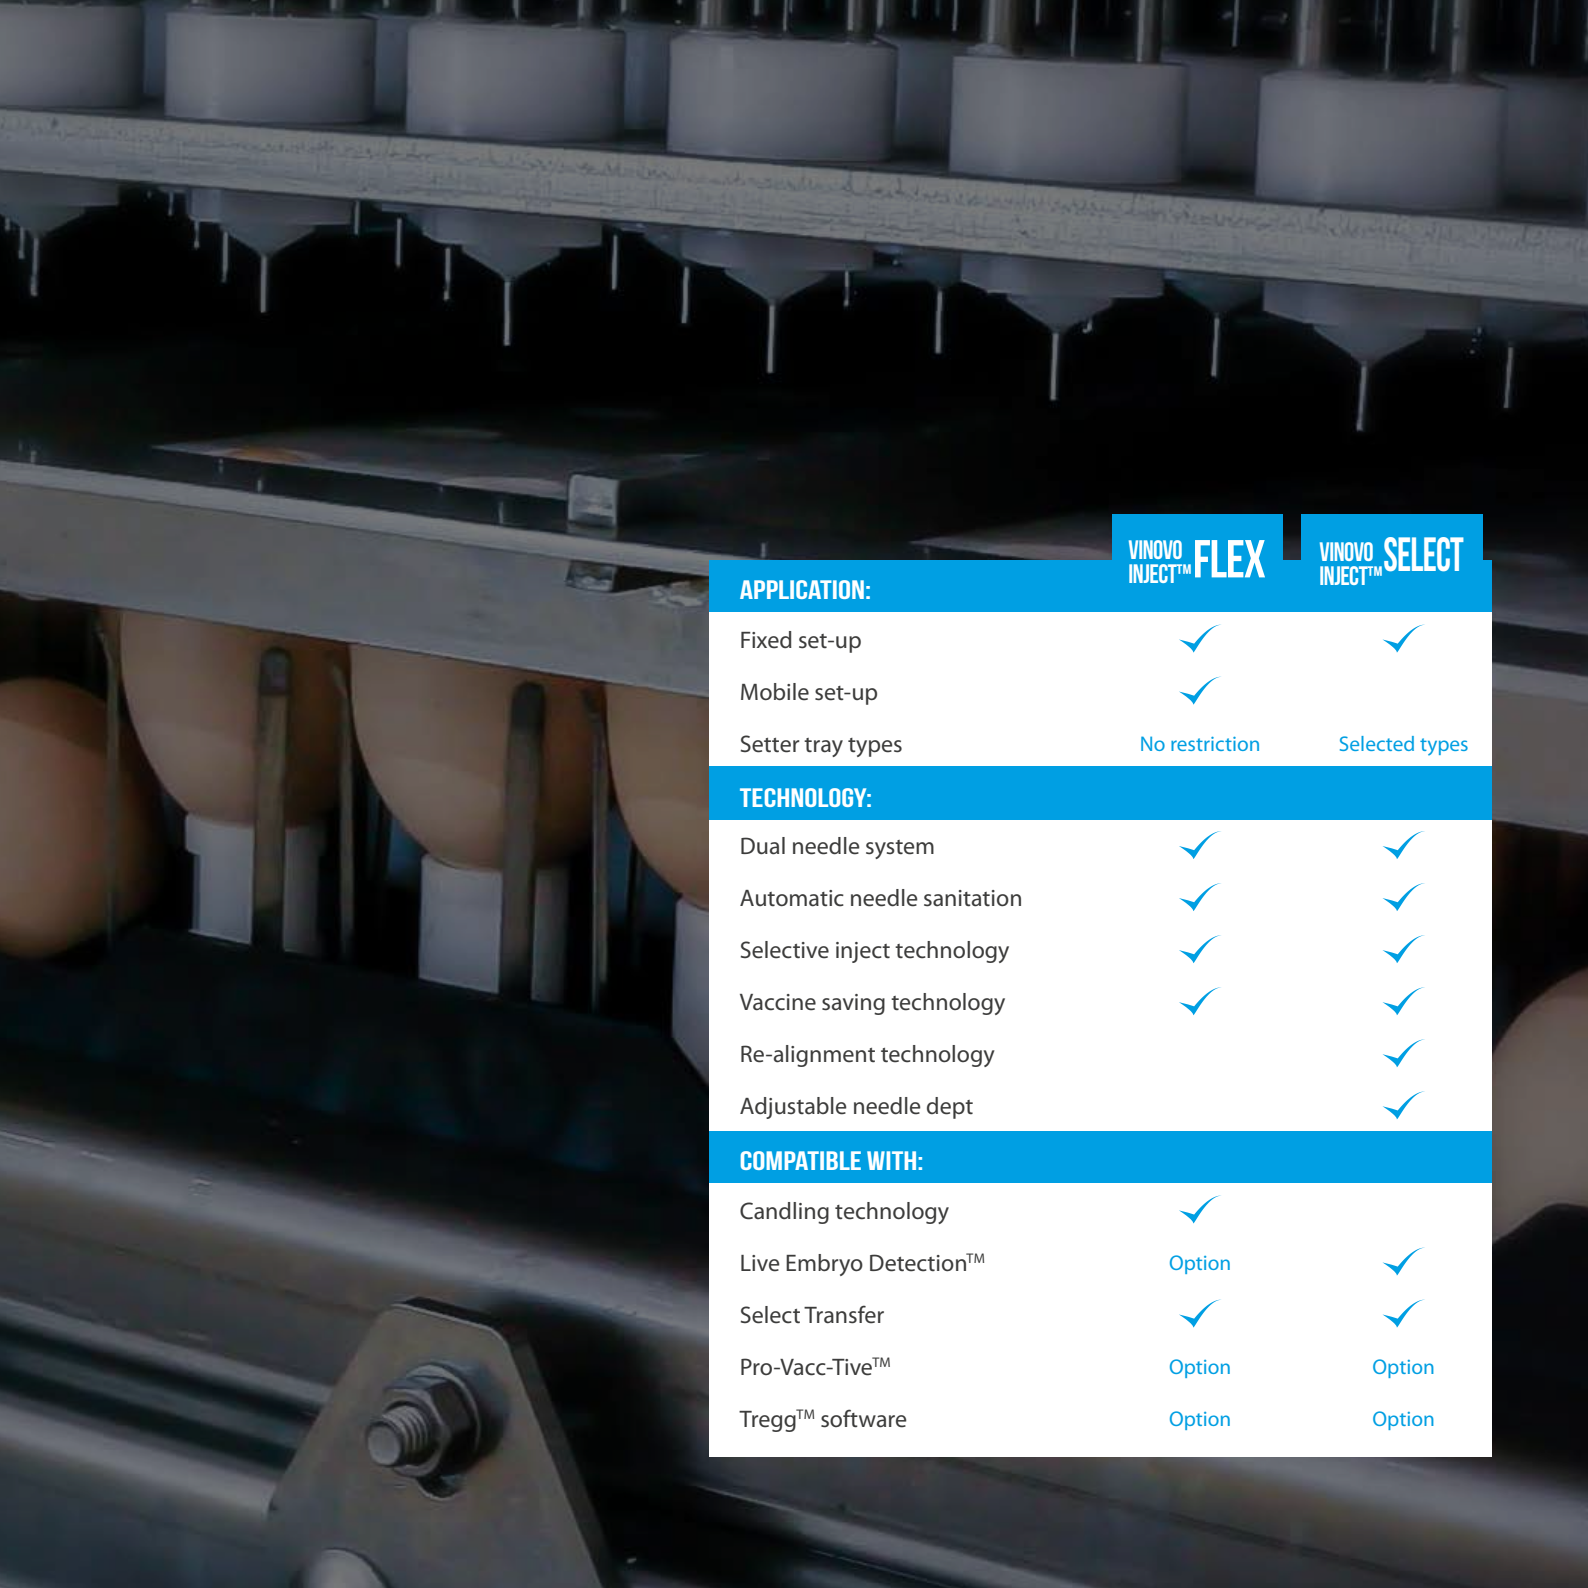 VINOVO INJECT™ FLEX
VINOVO INJECT™ SELECT
APPLICATION:
Fixed set-up
Mobile set-up
Setter tray types No restriction Selected types
TECHNOLOGY:
Dual needle system
Automatic needle sanitation
Selective inject technology
Vaccine saving technology
Re-alignment technology
Adjustable needle dept
COMPATIBLE WITH:
Candling technology
Live Embryo Detection™ Option
Select Transfer
Pro-Vacc-Tive™ Option Option
Tregg™ software Option Option